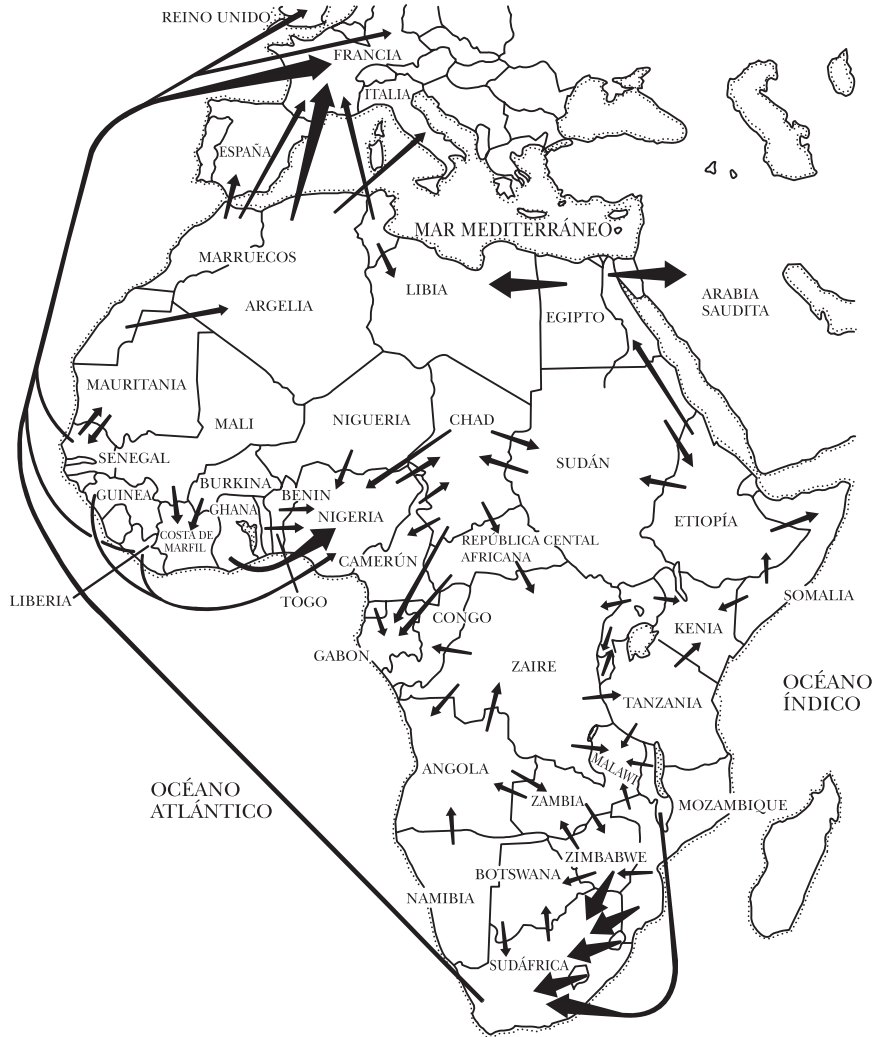 REINO UNIDO
FRANCIA
ITALIA
ESPAÑA
MAR MEDITERRÁNEO
MARRUECOS
LIBIA
ARABIA
SAUDITA
ARGELIA
EGIPTO
MAURITANIA
NIGUERIA
CHAD
MALI
SENEGAL
SUDÁN
BURKINA
GUINEA
BENIN
GHANA
NIGERIA
ETIOPÍA
COSTA DE
MARFIL
REPÚBLICA CENTAL
AFRICANA
CAMERÚN
LIBERIA
TOGO
SOMALIA
CONGO
KENIA
GABON
ZAIRE
OCÉANO
ÍNDICO
TANZANIA
ANGOLA
MALAWI
OCÉANO
ATLÁNTICO
ZAMBIA
MOZAMBIQUE
ZIMBABWE
BOTSWANA
NAMIBIA
SUDÁFRICA